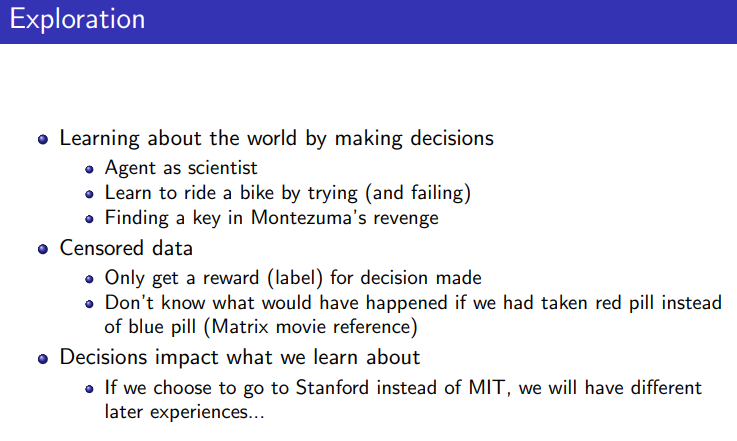 Exploration
Learning about the world by making decisions
Agent as scientist
Learn to ride a bike by trying (and failing)
Finding a key in Montezuma's revenge
Censored data
Only get a reward (label) for decision made
Don't know what would have happened if we had taken red pill instead
of blue pill (Matrix movie reference)
Decisions impact what we learn about
If we choose to go to Stanford instead of MIT, we will have different
later experiences...